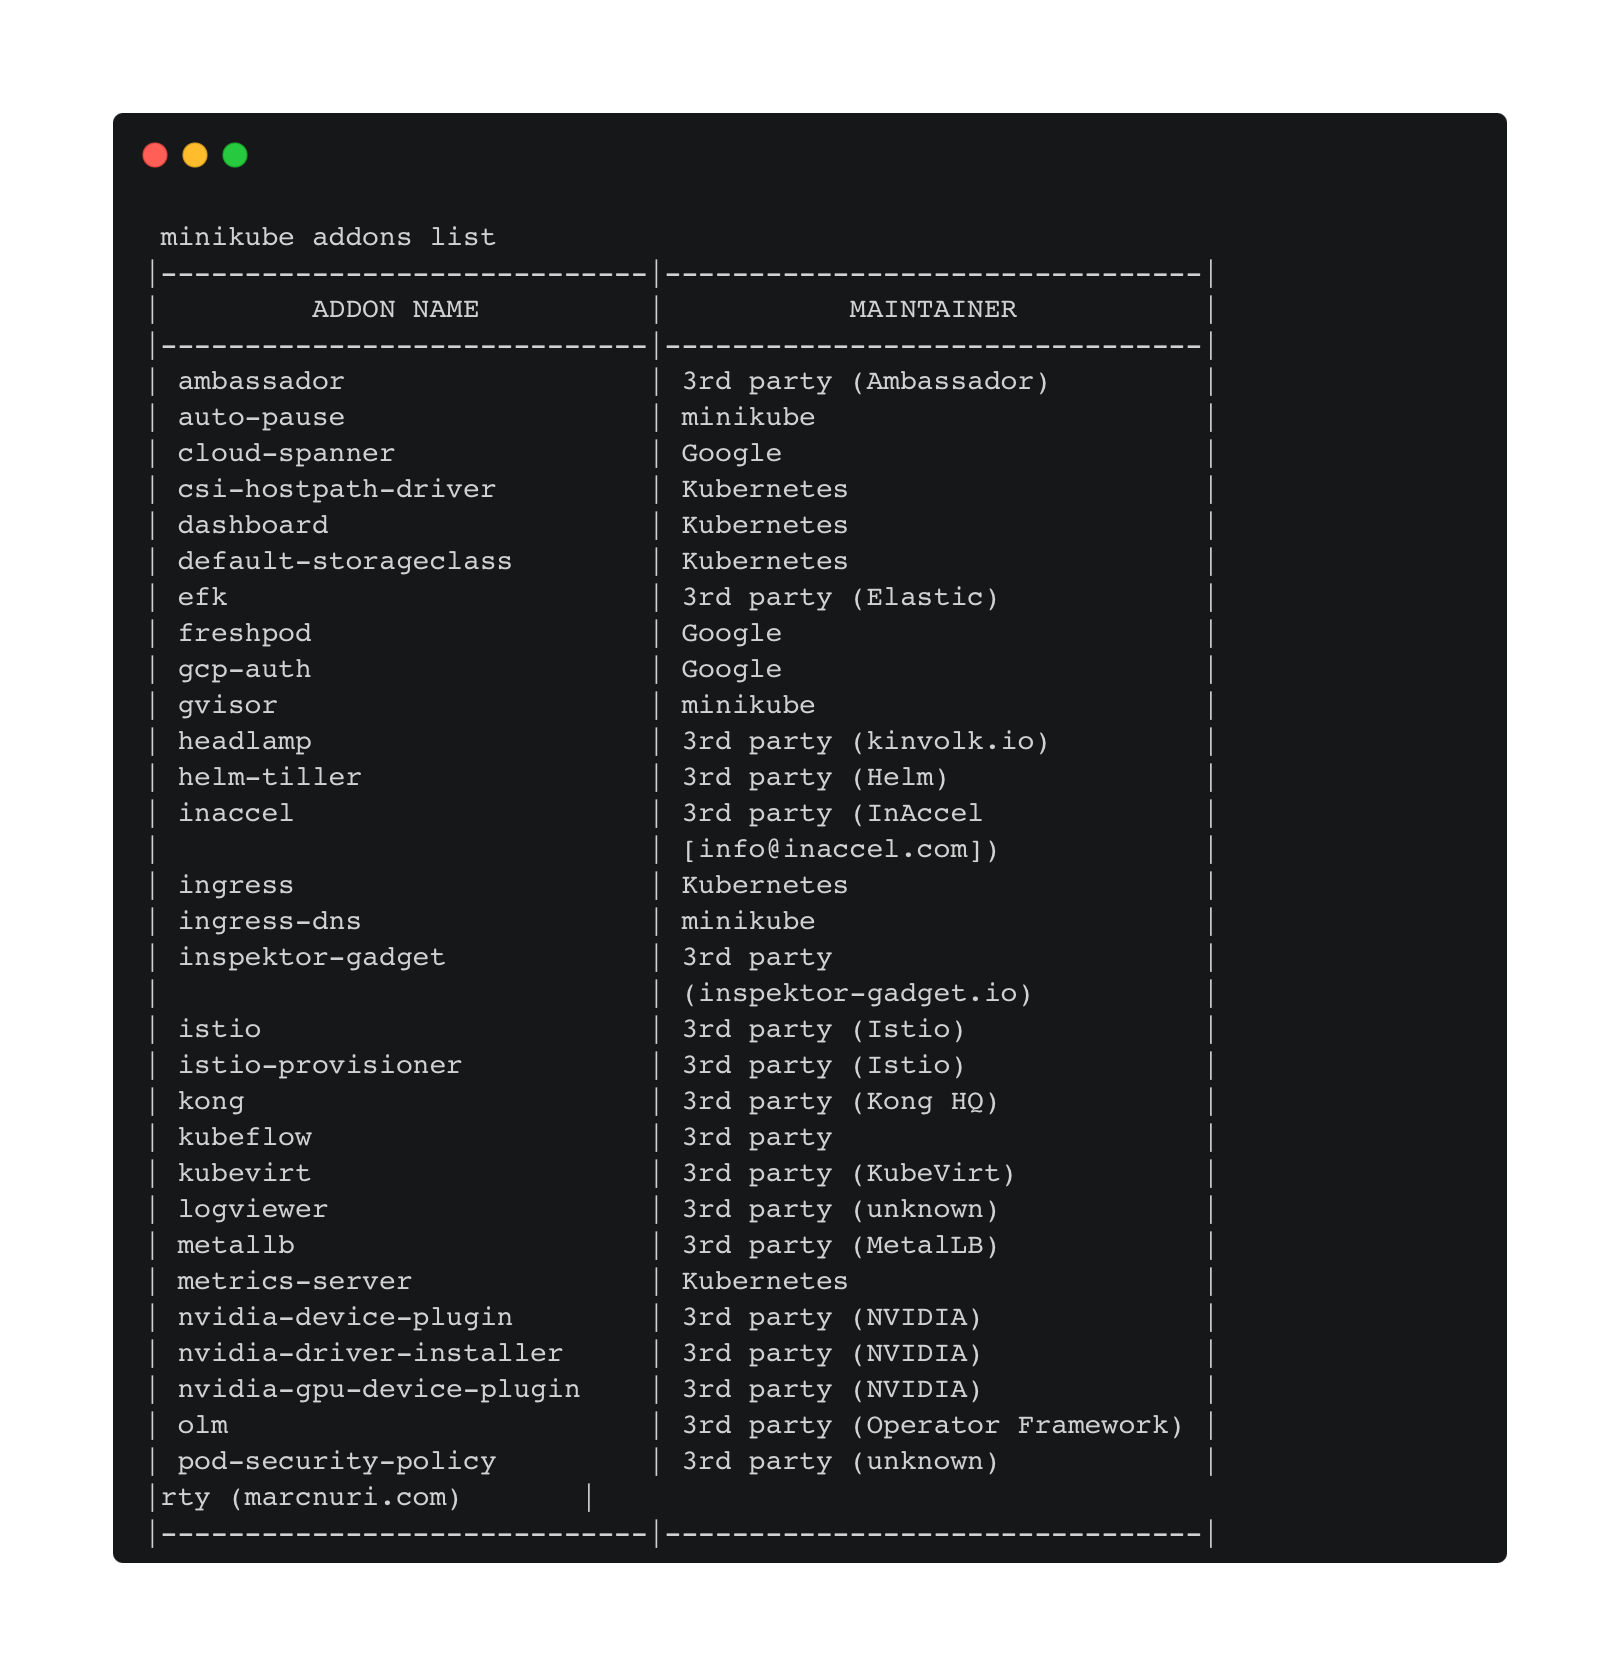 minikube addons list
|-----------------------------|--------------------------------|
|         ADDON NAME          |           MAINTAINER           |
|-----------------------------|--------------------------------|
| ambassador                  | 3rd party (Ambassador)         |
| auto-pause                  | minikube                       |
| cloud-spanner               | Google                         |
| csi-hostpath-driver         | Kubernetes                     |
| dashboard                   | Kubernetes                     |
| default-storageclass        | Kubernetes                     |
| efk                         | 3rd party (Elastic)            |
| freshpod                    | Google                         |
| gcp-auth                    | Google                         |
| gvisor                      | minikube                       |
| headlamp                    | 3rd party (kinvolk.io)         |
| helm-tiller                 | 3rd party (Helm)               |
| inaccel                     | 3rd party (InAccel             |
|                             | [info@inaccel.com])            |
| ingress                     | Kubernetes                     |
| ingress-dns                 | minikube                       |
| inspektor-gadget            | 3rd party                      |
|                             | (inspektor-gadget.io)          |
| istio                       | 3rd party (Istio)              |
| istio-provisioner           | 3rd party (Istio)              |
| kong                        | 3rd party (Kong HQ)            |
| kubeflow                    | 3rd party                      |
| kubevirt                    | 3rd party (KubeVirt)           |
| logviewer                   | 3rd party (unknown)            |
| metallb                     | 3rd party (MetalLB)            |
| metrics-server              | Kubernetes                     |
| nvidia-device-plugin        | 3rd party (NVIDIA)             |
| nvidia-driver-installer     | 3rd party (NVIDIA)             |
| nvidia-gpu-device-plugin    | 3rd party (NVIDIA)             |
| olm                         | 3rd party (Operator Framework) |
| pod-security-policy         | 3rd party (unknown)            |
|rty (marcnuri.com)       |
|-----------------------------|--------------------------------|